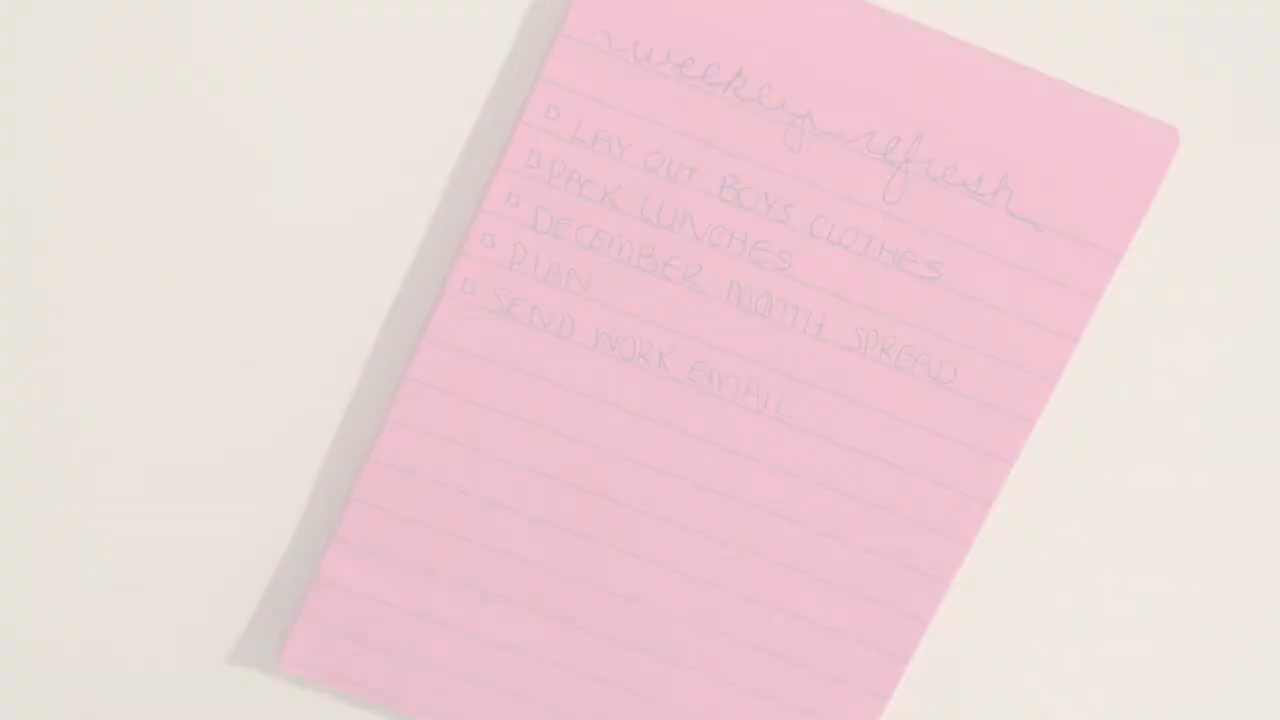 ~weekly refresh
LAY OUT BOYS CLOTHES
PACK LUNCHES
DECEMBER MONTH SPREAD
PLAN
SEND WORK EMAIL